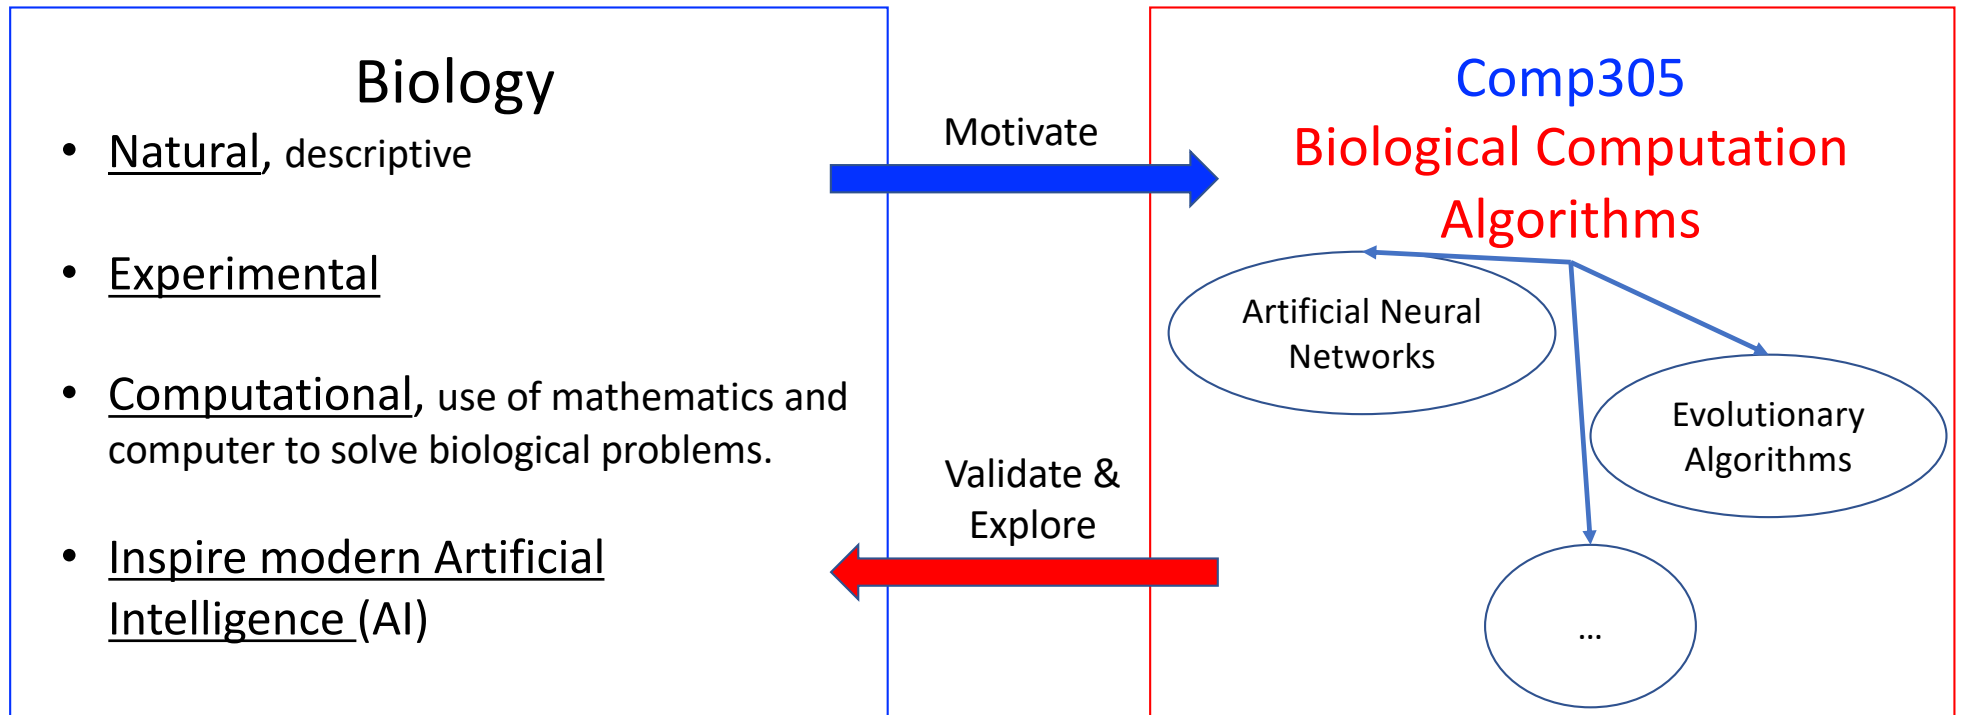 Biology
• Natural, descriptive
• Experimental
• Computational, use of mathematics and
computer to solve biological problems.
• Inspire modern Artificial
Intelligence (AI)
Motivate
Validate &
Explore
Comp305
Biological Computation
Algorithms
Artificial Neural
Networks
Evolutionary
Algorithms
...